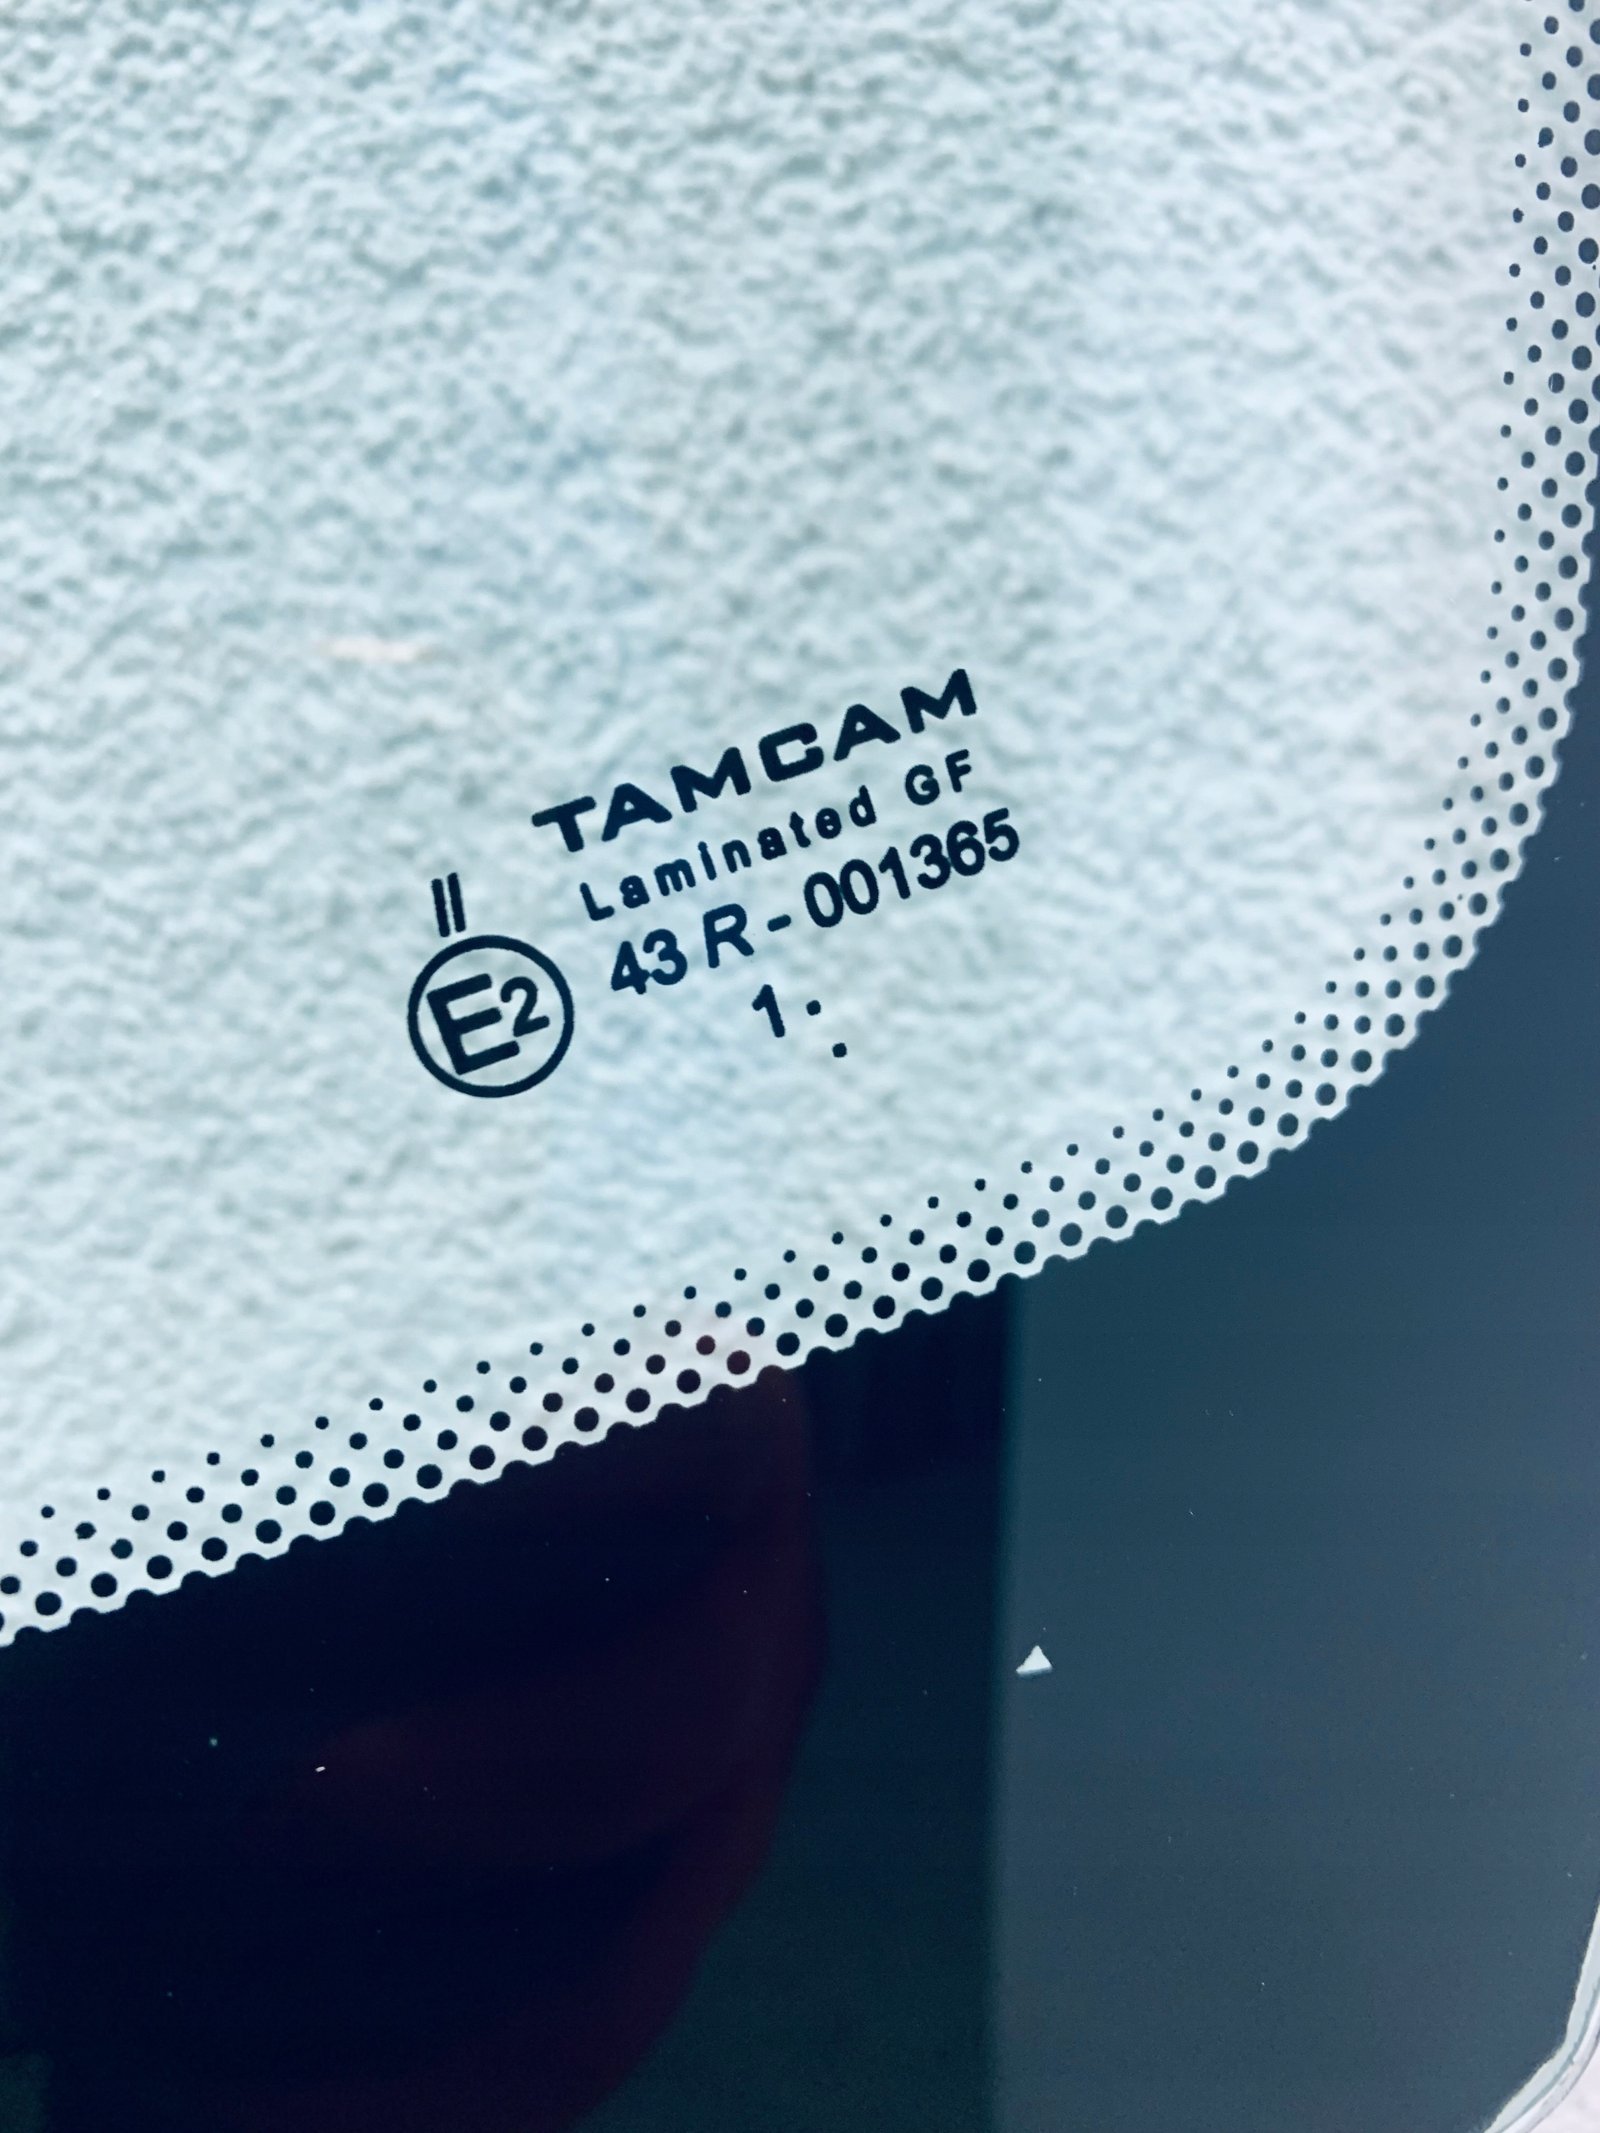 TAMCAM
Laminated GF
II
43 R - 001365
E2
1 .
.